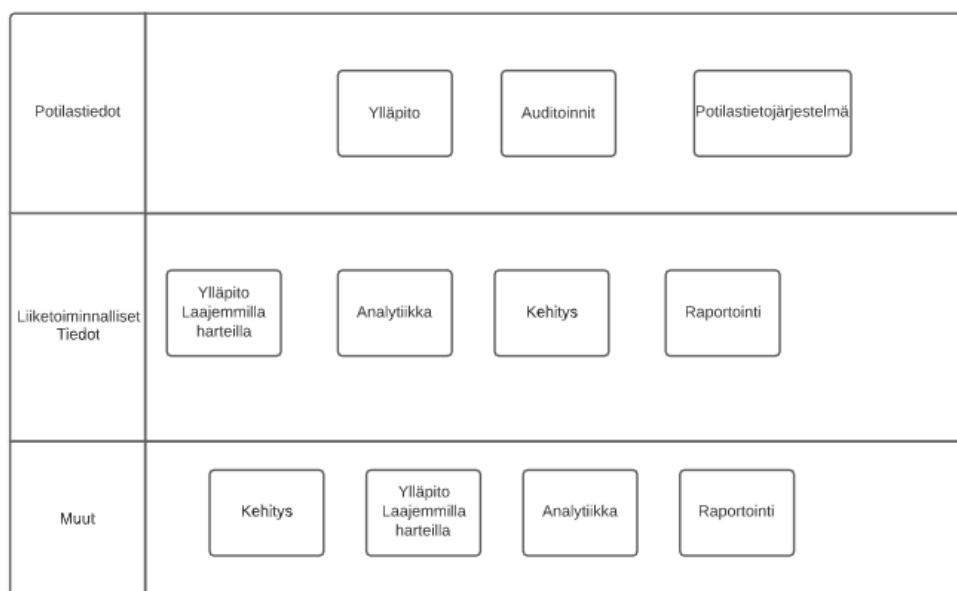 Potilastiedot
Ylläpito
Auditoinnit
Potilastietojärjestelmä
Liiketoiminnalliset
Tiedot
Ylläpito
Laajemmilla
harteilla
Analytiikka
Kehitys
Raportointi
Muut
Kehitys
Ylläpito
Laajemmilla
harteilla
Analytiikka
Raportointi